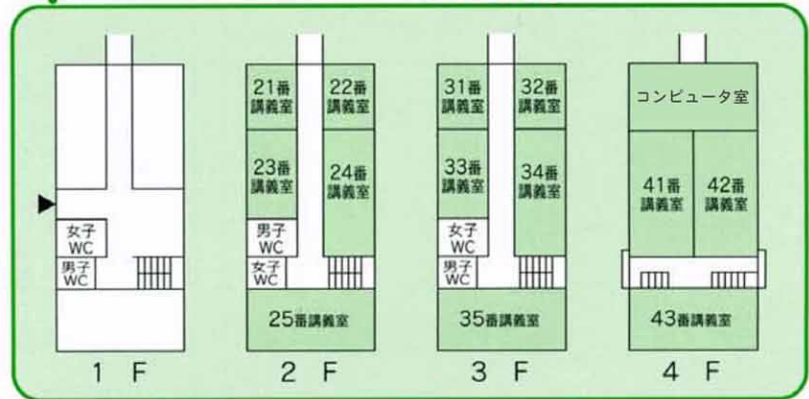 女子
WC
男子
WC
1 F
21番
講義室
22番
講義室
23番
講義室
24番
講義室
男子
WC
女子
WC
25番講義室
2 F
31番
講義室
32番
講義室
33番
講義室
34番
講義室
女子
WC
男子
WC
35番講義室
3 F
コンピュータ室
41番
講義室
42番
講義室
43番講義室
4 F